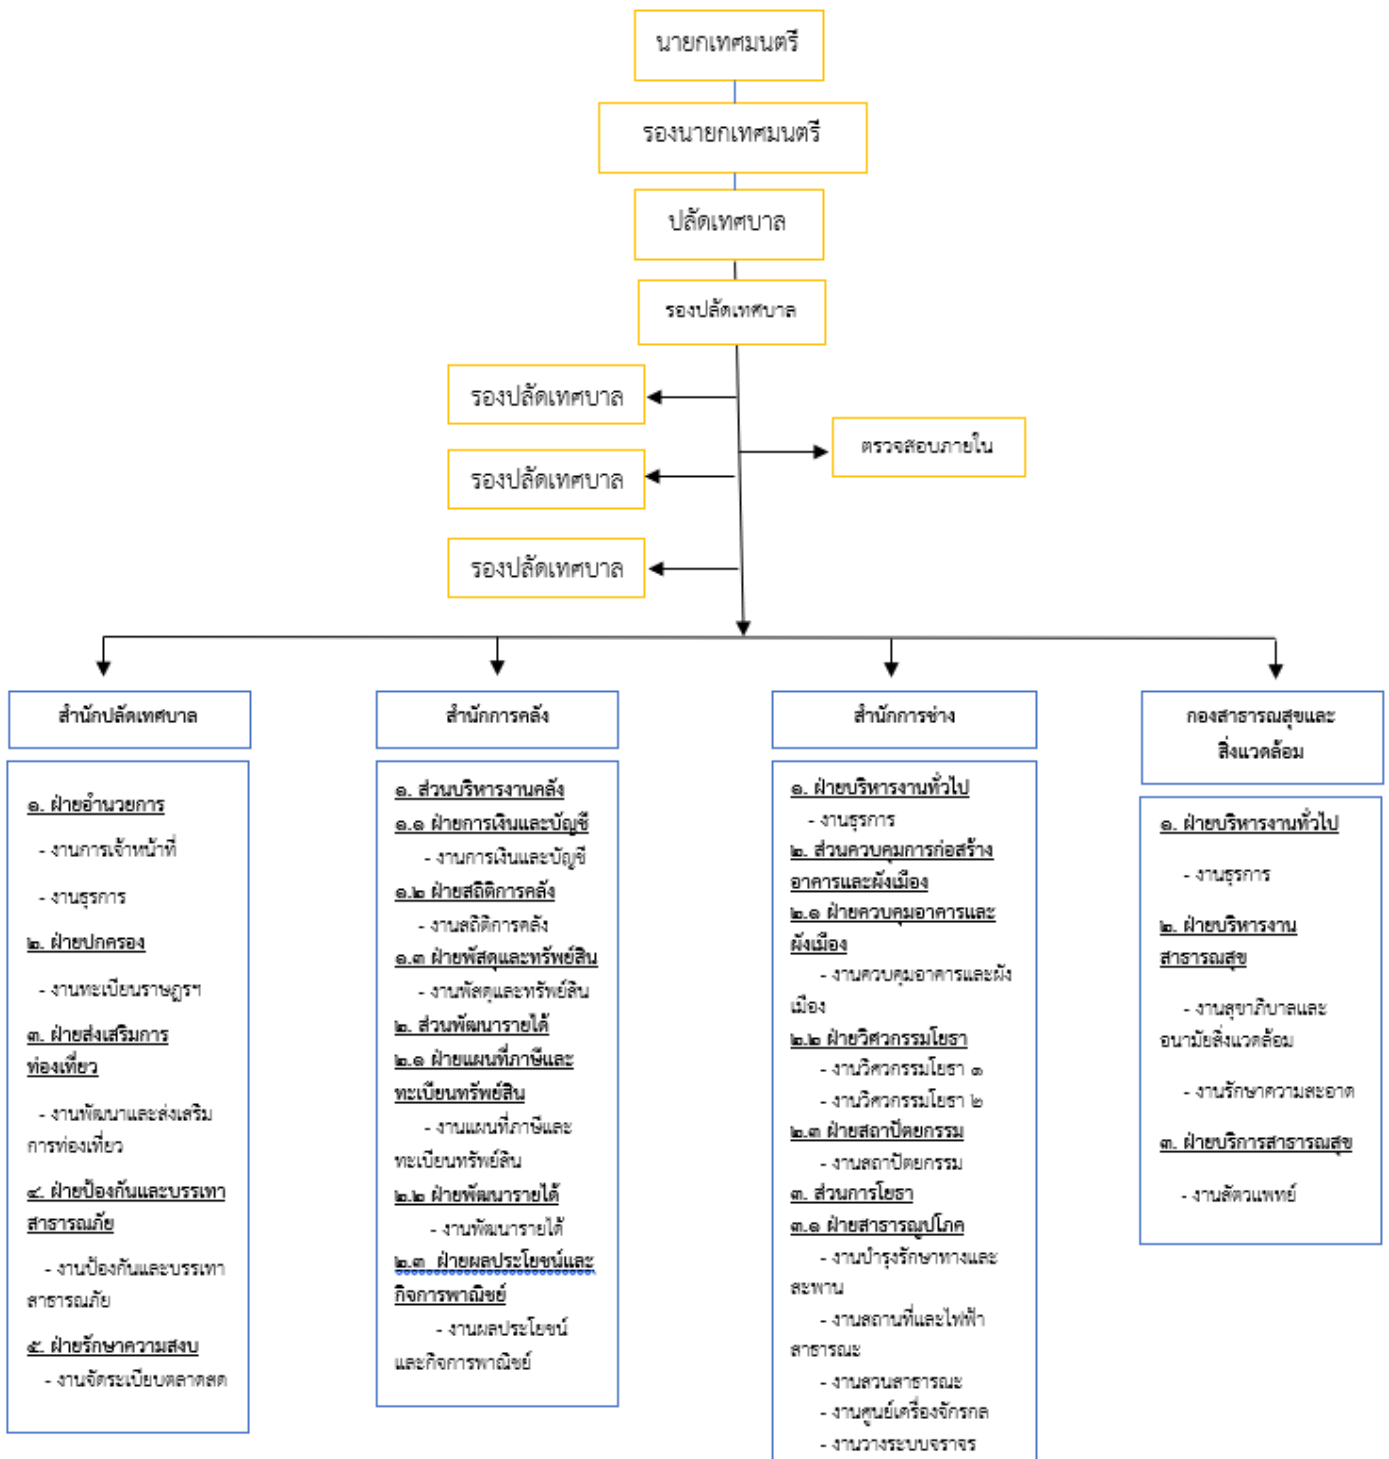 นายกเทศมนตรี
รองนายกเทศมนตรี
ปลัดเทศบาล
รองปลัดเทศบาล
รองปลัดเทศบาล
ตรวจสอบภายใน
รองปลัดเทศบาล
รองปลัดเทศบาล
สำนักปลัดเทศบาล
๑. ฝ่ายอำนวยการ
- งานการเจ้าหน้าที่
- งานธุรการ
๒. ฝ่ายปกครอง
- งานทะเบียนราษฎรฯ
๓. ฝ่ายส่งเสริมการ
ท่องเที่ยว
- งานพัฒนาและส่งเสริม
การท่องเที่ยว
๔. ฝ่ายป้องกันและบรรเทา
สาธารณภัย
- งานป้องกันและบรรเทา
สาธารณภัย
๕. ฝ่ายรักษาความสงบ
- งานจัดระเบียบตลาดสด
สำนักการคลัง
๑. ส่วนบริหารงานคลัง
๑.๑ ฝ่ายการเงินและบัญชี
- งานการเงินและบัญชี
๑.๒ ฝ่ายสถิติการคลัง
- งานสถิติการคลัง
๑.๓ ฝ่ายพัสดุและทรัพย์สิน
- งานพัสดุและทรัพย์สิน
๒. ส่วนพัฒนารายได้
๒.๑ ฝ่ายแผนที่ภาษีและ
ทะเบียนทรัพย์สิน
- งานแผนที่ภาษีและ
ทะเบียนทรัพย์สิน
๒.๒ ฝ่ายพัฒนารายได้
- งานพัฒนารายได้
๒.๓ ฝ่ายผลประโยชน์และ
กิจการพาณิชย์
- งานผลประโยชน์
และกิจการพาณิชย์
สำนักการช่าง
๑. ฝ่ายบริหารงานทั่วไป
- งานธุรการ
๒. ส่วนควบคุมการก่อสร้าง
อาคารและผังเมือง
๒.๑ ฝ่ายควบคุมอาคารและ
ผังเมือง
- งานควบคุมอาคารและผัง
เมือง
๒.๒ ฝ่ายวิศวกรรมโยธา
- งานวิศวกรรมโยธา ๑
- งานวิศวกรรมโยธา ๒
๒.๓ ฝ่ายสถาปัตยกรรม
- งานสถาปัตยกรรม
๓. ส่วนการโยธา
๓.๑ ฝ่ายสาธารณูปโภค
- งานบำรุงรักษาทางและ
สะพาน
- งานสถานที่และไฟฟ้า
สาธารณะ
- งานสวนสาธารณะ
- งานศูนย์เครื่องจักรกล
- งานวางระบบจราจร
กองสาธารณสุขและ
สิ่งแวดล้อม
๑. ฝ่ายบริหารงานทั่วไป
- งานธุรการ
๒. ฝ่ายบริหารงาน
สาธารณสุข
- งานสุขาภิบาลและ
อนามัยสิ่งแวดล้อม
- งานรักษาความสะอาด
๓. ฝ่ายบริการสาธารณสุข
- งานสัตวแพทย์